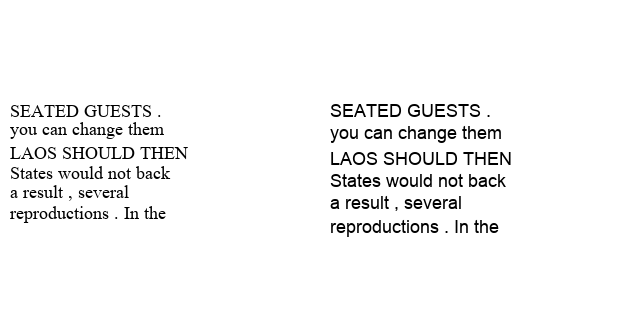 SEATED GUESTS .
you can change them
LAOS SHOULD THEN
States would not back
a result , several
reproductions . In the
SEATED GUESTS .
you can change them
LAOS SHOULD THEN
States would not back
a result , several
reproductions . In the